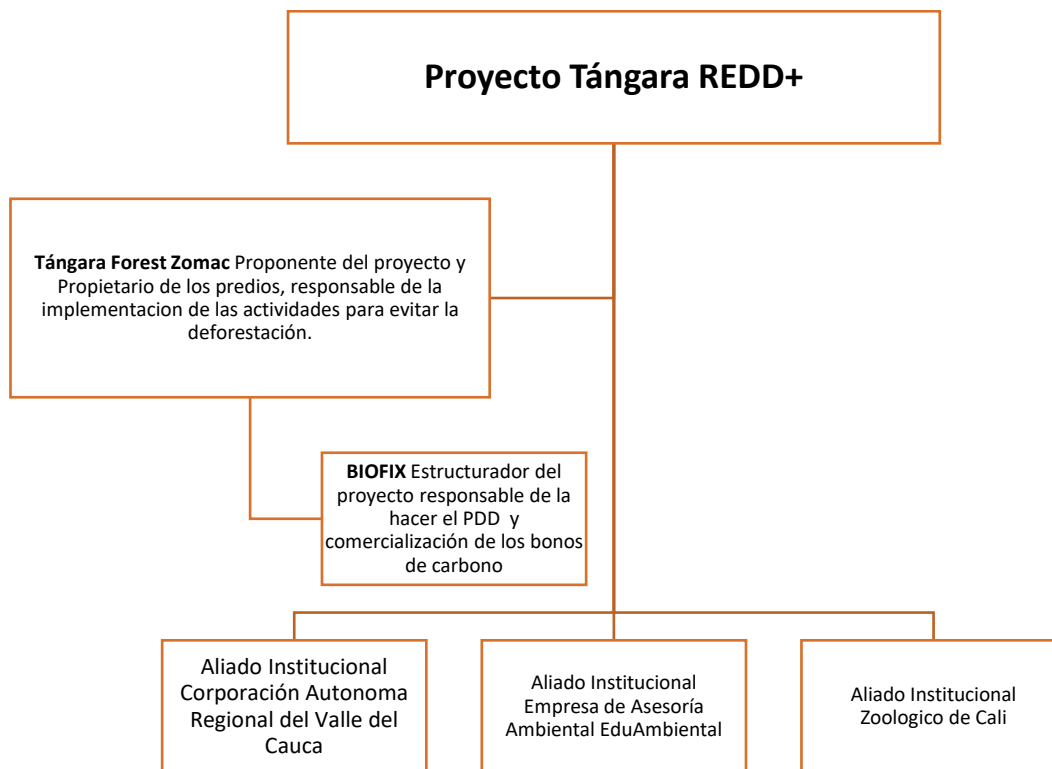 Proyecto Tángara REDD+
Tángara Forest Zomac Proponente del proyecto y
Propietario de los predios, responsable de la
implementacion de las actividades para evitar la
deforestación.
BIOFIX Estructurador del
proyecto responsable de la
hacer el PDD y
comercialización de los bonos
de carbono
Aliado Institucional
Corporación Autonoma
Regional del Valle del
Cauca
Aliado Institucional
Empresa de Asesoría
Ambiental EduAmbiental
Aliado Institucional
Zoologico de Cali